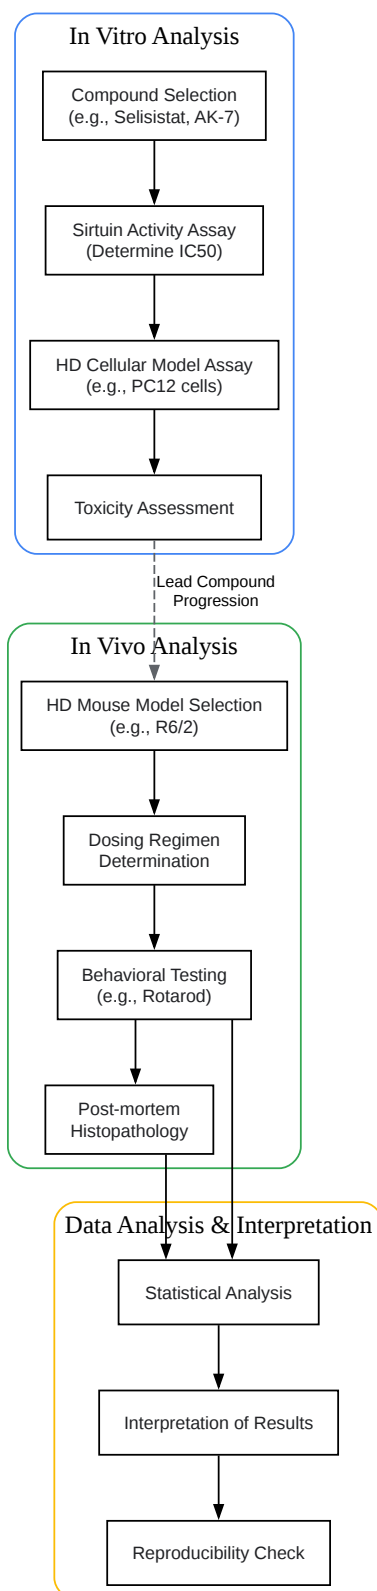 In Vitro Analysis
Compound Selection
(e.g., Selisistat, AK-7)
Sirtuin Activity Assay
(Determine IC50)
HD Cellular Model Assay
(e.g., PC12 cells)
Toxicity Assessment
Lead Compound
Progression
In Vivo Analysis
HD Mouse Model Selection
(e.g., R6/2)
Dosing Regimen
Determination
Behavioral Testing
(e.g., Rotarod)
Post-mortem
Histopathology
Data Analysis & Interpretation
Statistical Analysis
Interpretation of Results
Reproducibility Check